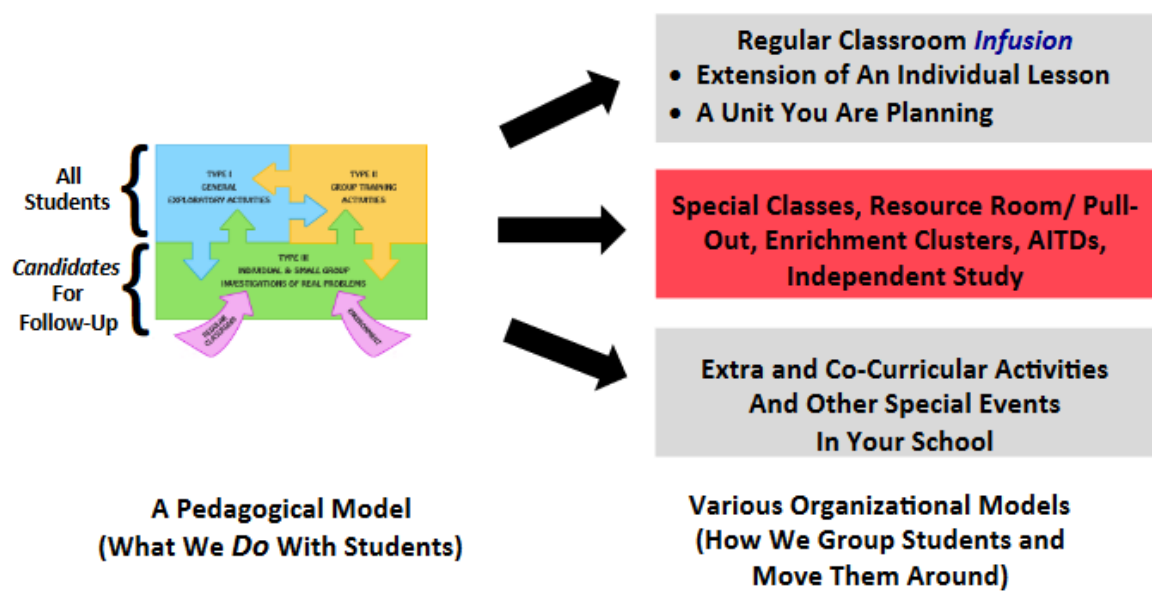 All
Students
Candidates
For
Follow-Up
TYPE I
GENERAL
EXPLORATORY ACTIVITIES
TYPE II
GROUP TRAINING
ACTIVITIES
TYPE III
INDIVIDUAL & SMALL GROUP
INVESTIGATIONS OF REAL PROBLEMS
REGULAR
CLASSROOM
ENVIRONMENT
A Pedagogical Model
(What We Do With Students)
Regular Classroom Infusion
• Extension of An Individual Lesson
• A Unit You Are Planning
Special Classes, Resource Room/ Pull-
Out, Enrichment Clusters, AITDs,
Independent Study
Extra and Co-Curricular Activities
And Other Special Events
In Your School
Various Organizational Models
(How We Group Students and
Move Them Around)